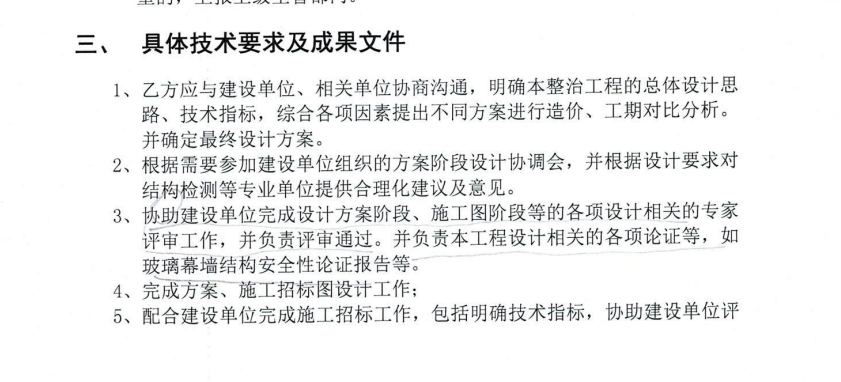 三、 具体技术要求及成果文件
1、乙方应与建设单位、相关单位协商沟通，明确本整治工程的总体设计思
路、技术指标，综合各项因素提出不同方案进行造价、工期对比分析。
并确定最终设计方案。
2、根据需要参加建设单位组织的方案阶段设计协调会，并根据设计要求对
结构检测等专业单位提供合理化建议及意见。
3、协助建设单位完成设计方案阶段、施工图阶段等的各项设计相关的专家
评审工作，并负责评审通过。并负责本工程设计相关的各项论证等，如
玻璃幕墙结构安全性论证报告等。
4、完成方案、施工招标图设计工作；
5、配合建设单位完成施工招标工作，包括明确技术指标，协助建设单位评